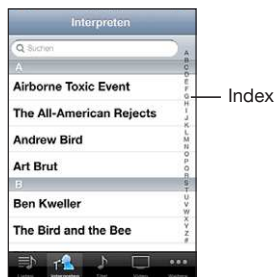 Interpreten
Suchen
A
Airborne Toxic Event
The All-American Rejects
Andrew Bird
Art Brut
B
Ben Kweller
The Bird and the Bee
A
B
C
D
E
F
G
H
I
J
K
L
M
N
O
P
Q
R
S
T
U
V
W
X
Y
Z
#
Index
Interpreten